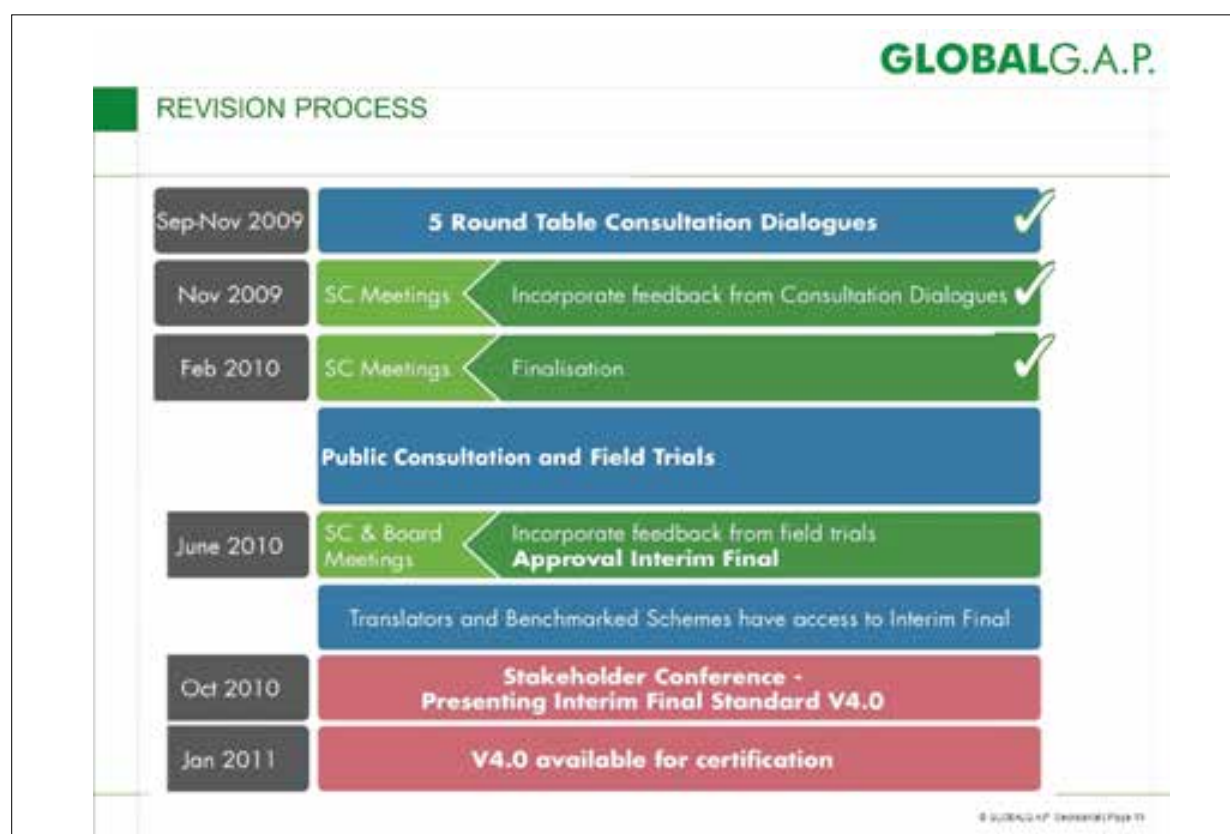 GLOBALG.A.P.
REVISION PROCESS
Sep-Nov 2009
5 Round Table Consultation Dialogues
Nov 2009
SC Meetings
Incorporate feedback from Consultation Dialogues
Feb 2010
SC Meetings
Finalisation
Public Consultation and Field Trials
June 2010
SC & Board
Meetings
Incorporate feedback from field trials
Approval Interim Final
Translators and Benchmarked Schemes have access to Interim Final
Oct 2010
Stakeholder Conference -
Presenting Interim Final Standard V4.0
Jan 2011
V4.0 available for certification
© GLOBALG.A.P